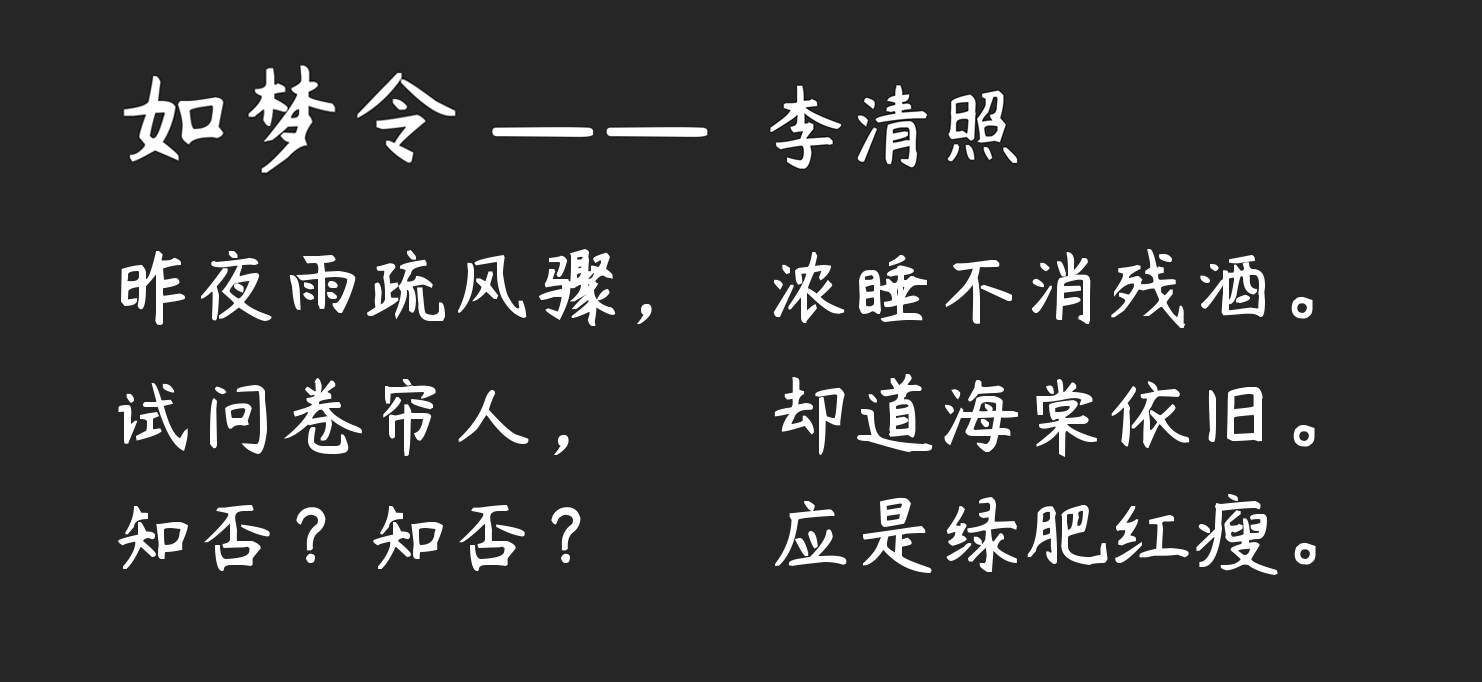 如梦令——李清照
昨夜雨疏风骤，浓睡不消残酒。
试问卷帘人，却道海棠依旧。
知否？知否？应是绿肥红瘦。